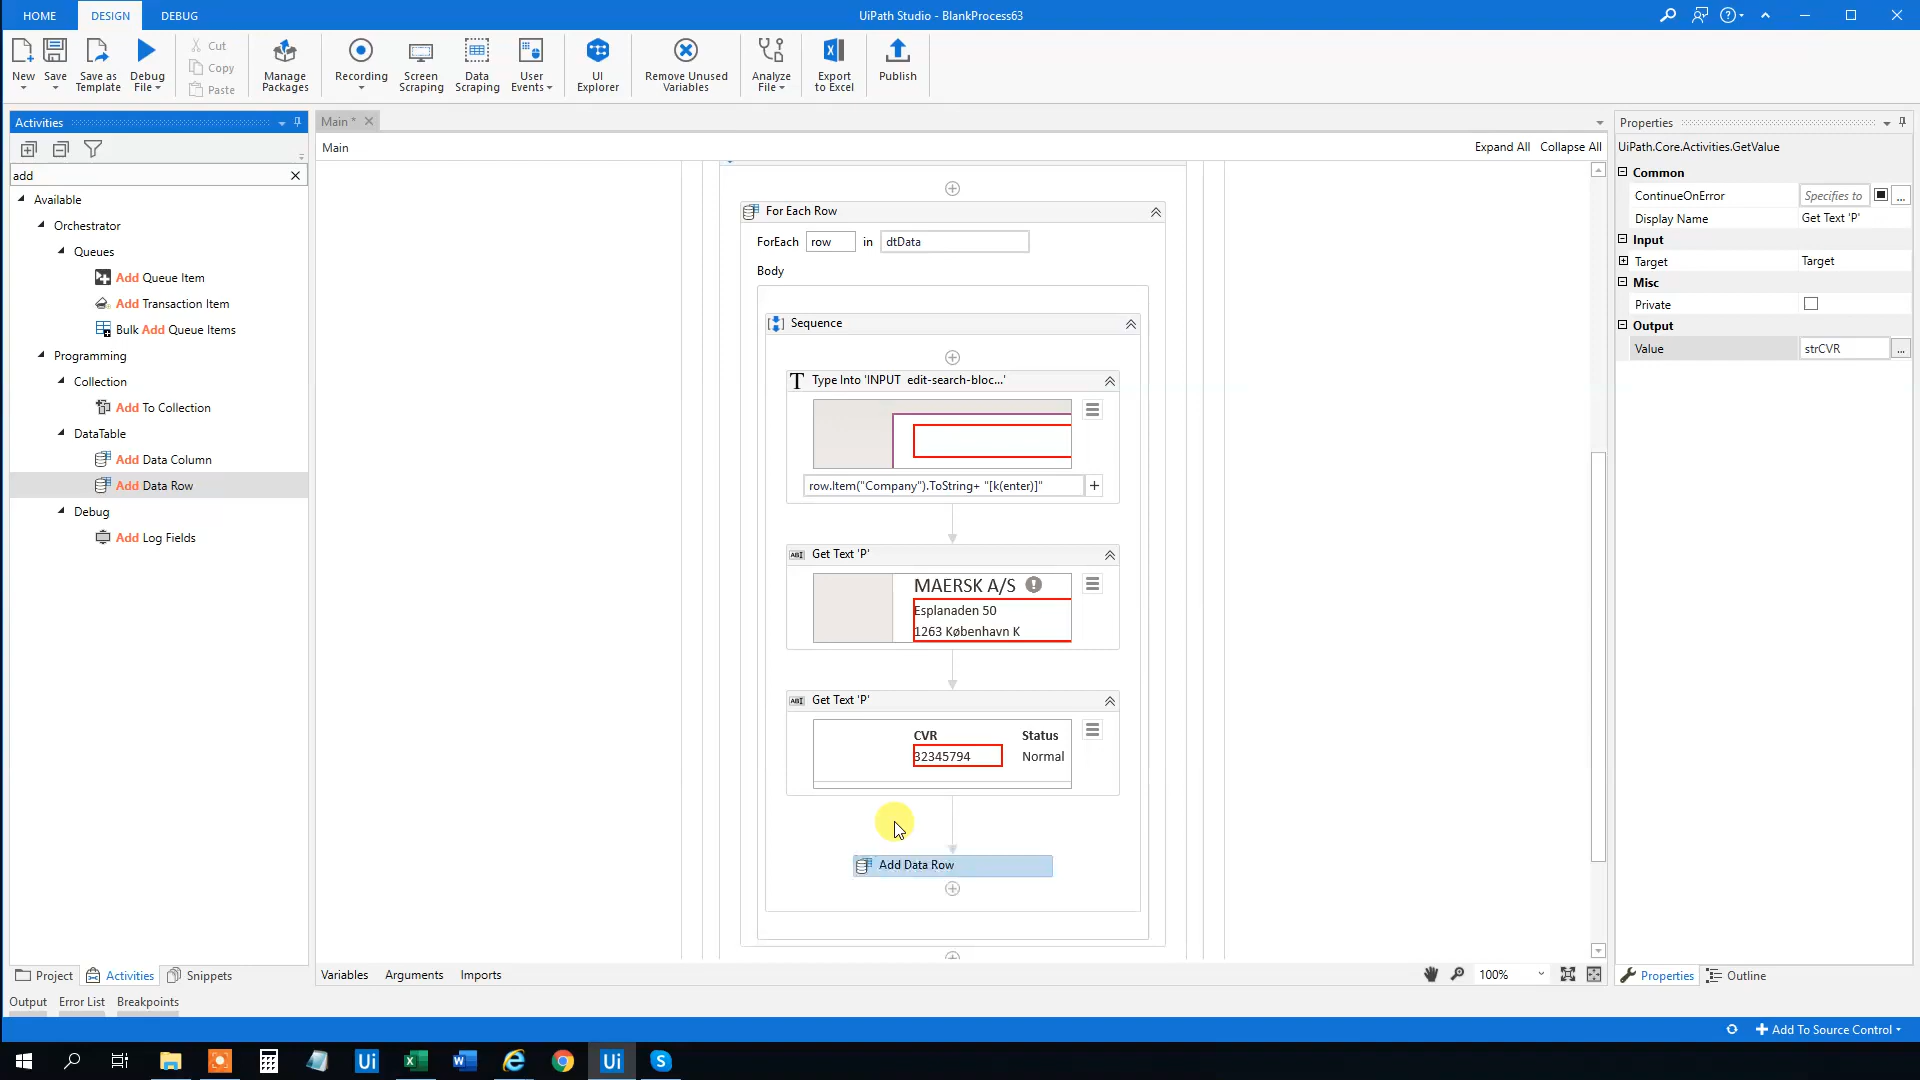 HOME
DESIGN
DEBUG
UiPath Studio - BlankProcess63
New
Save
Save as Template
Debug File
Cut
Copy
Paste
Manage Packages
Recording
Screen Scraping
Data Scraping
User Events
UI Explorer
Remove Unused Variables
Analyze File
Export to Excel
Publish
Activities
add
Available
Orchestrator
Queues
Add Queue Item
Add Transaction Item
Bulk Add Queue Items
Programming
Collection
Add To Collection
DataTable
Add Data Column
Add Data Row
Debug
Add Log Fields
Project
Activities
Snippets
Main *
Main
Expand All
Collapse All
For Each Row
ForEach row in dtData
Body
Sequence
T Type Into 'INPUT edit-search-bloc...'
row.Item("Company").ToString+ "[k(enter)]"
Get Text 'P'
MAERSK A/S
Esplanaden 50
1263 København K
Get Text 'P'
CVR Status
32345794 Normal
Add Data Row
Variables
Arguments
Imports
100%
Properties
UiPath.Core.Activities.GetValue
Common
ContinueOnError Specifies to ...
Display Name Get Text 'P'
Input
Target Target
Misc
Private
Output
Value strCVR ...
Properties
Outline
Output
Error List
Breakpoints
Add To Source Control